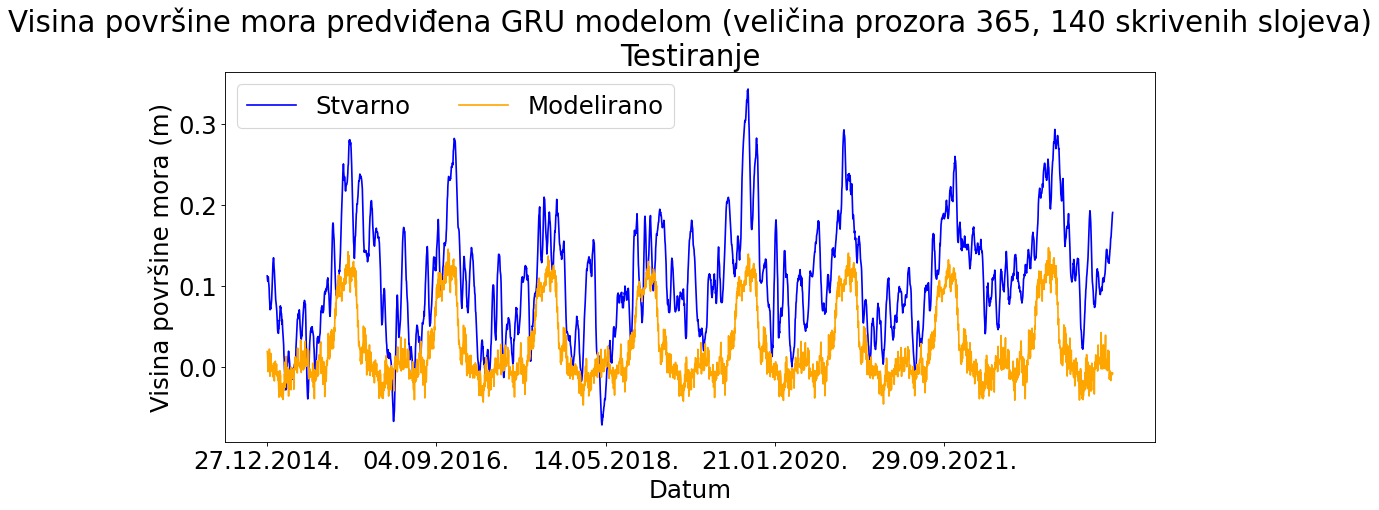 Visina površine mora predviđena GRU modelom (veličina prozora 365, 140 skrivenih slojeva)
Testiranje
Stvarno
Modelirano
Visina površine mora (m)
0.3
0.2
0.1
0.0
27.12.2014.
04.09.2016.
14.05.2018.
21.01.2020.
29.09.2021.
Datum